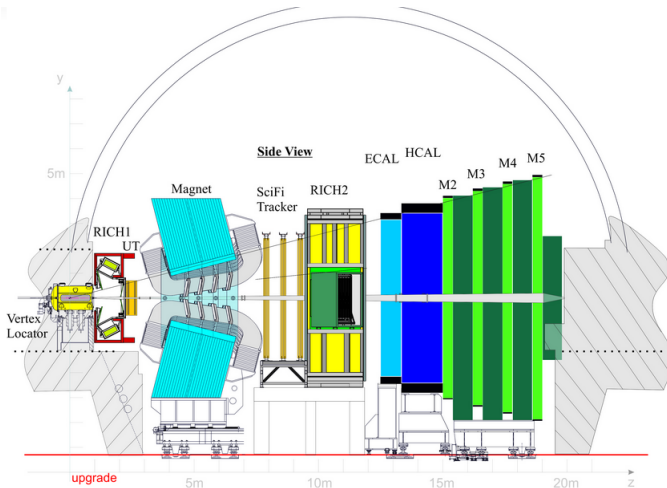 y
Side View
ECAL
HCAL
M2
M3
M4
M5
5m
Magnet
SciFi
Tracker
RICH2
RICH1
UT
Vertex
Locator
upgrade
5m
10m
15m
20m
z